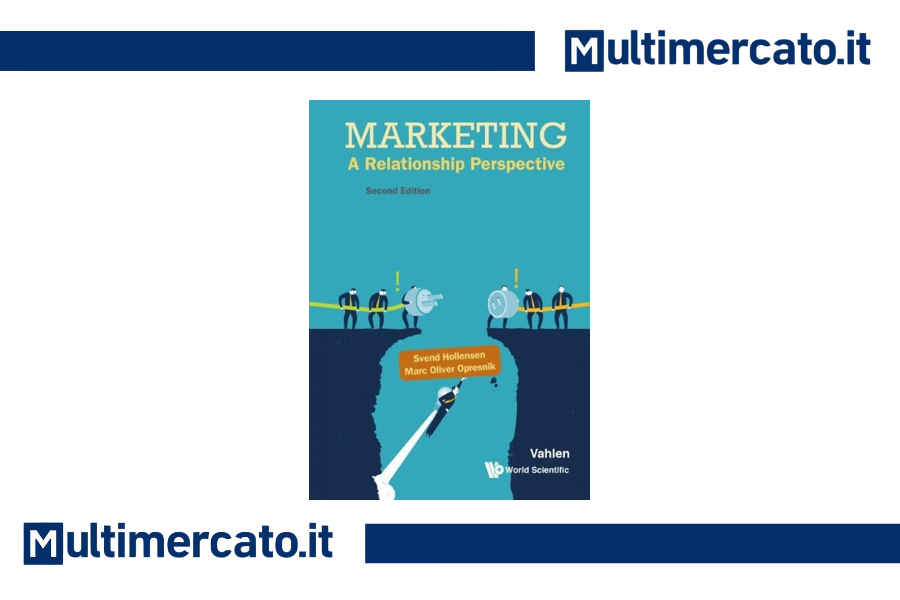 Multimercato.it
MARKETING
A Relationship Perspective
Second Edition
!
!
Svend Hollensen
Marc Oliver Opresnik
Vahlen
World Scientific
Multimercato.it